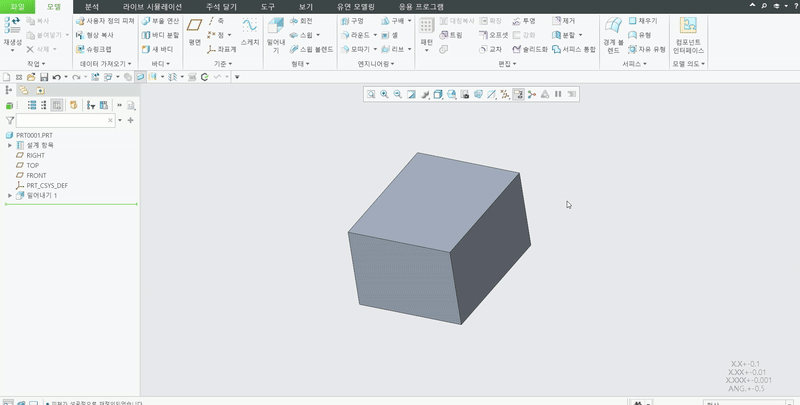 파일 모델 분석 라이브 시뮬레이션 주석 달기 도구 보기 유연 모델링 응용 프로그램
재생성
복사
붙여넣기
삭제
작업
사용자 정의 피처
형상 복사
슈링크랩
데이터 가져오기
부울 연산
바디 분할
새 바디
바디
평면
축
점
좌표계
스케치
기준
밀어내기
회전
스윕
스윕 블렌드
형태
구멍
라운드
모따기
구배
셸
리브
엔지니어링
패턴
대칭복사
트림
병합
연장
오프셋
교차
투영
강화
솔리드화
제거
분할
서피스 통합
편집
경계 블렌드
채우기
유형
자유 유형
서피스
컴포넌트 인터페이스
모델 의도
PRT0001.PRT
설계 항목
RIGHT
TOP
FRONT
PRT_CSYS_DEF
밀어내기 1
X.X+-0.1
X.XX+-0.01
X.XXX+-0.001
ANG.+-0.5